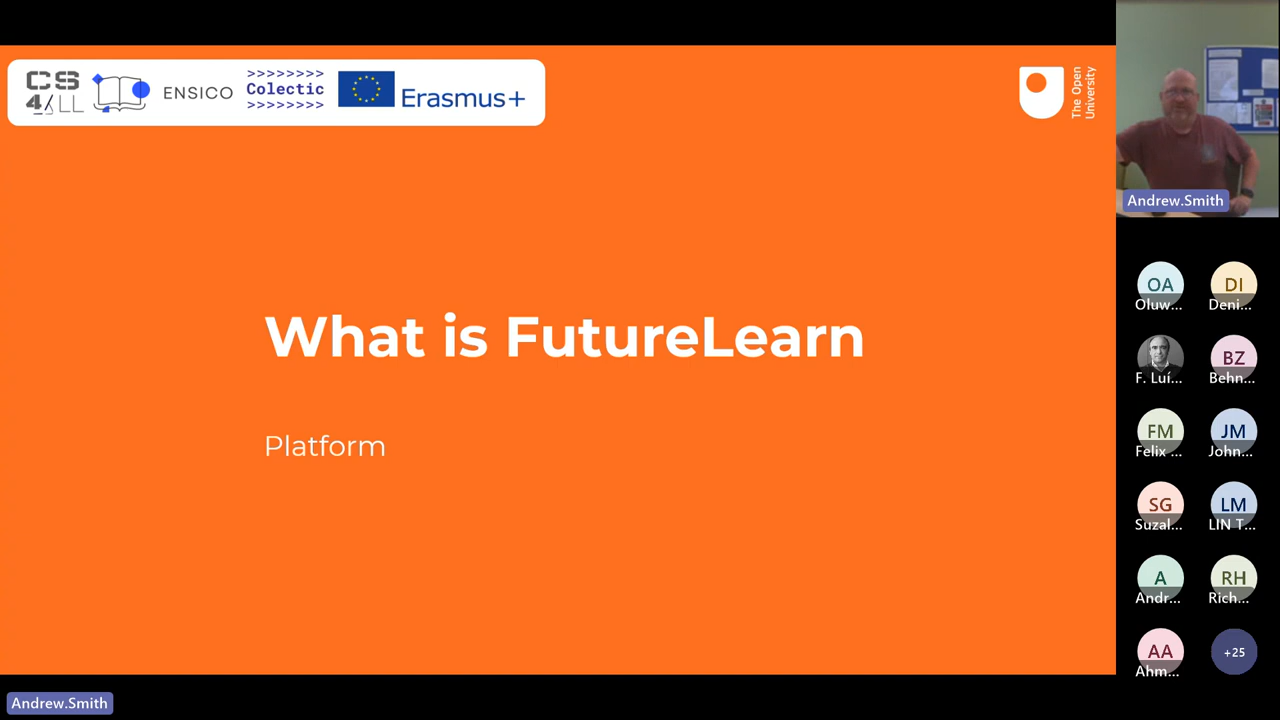 CS
4ALL
ENSICO
>>>>>>>>
Colectic
>>>>>>>>
Erasmus+
The Open
University
What is FutureLearn
Platform
Andrew.Smith
OA
Oluw...
DI
Deni...
F. Luí...
BZ
Behn...
FM
Felix ...
JM
John...
SG
Suzal...
LM
LIN T...
A
Andr...
RH
Rich...
AA
Ahm...
+25
Andrew.Smith